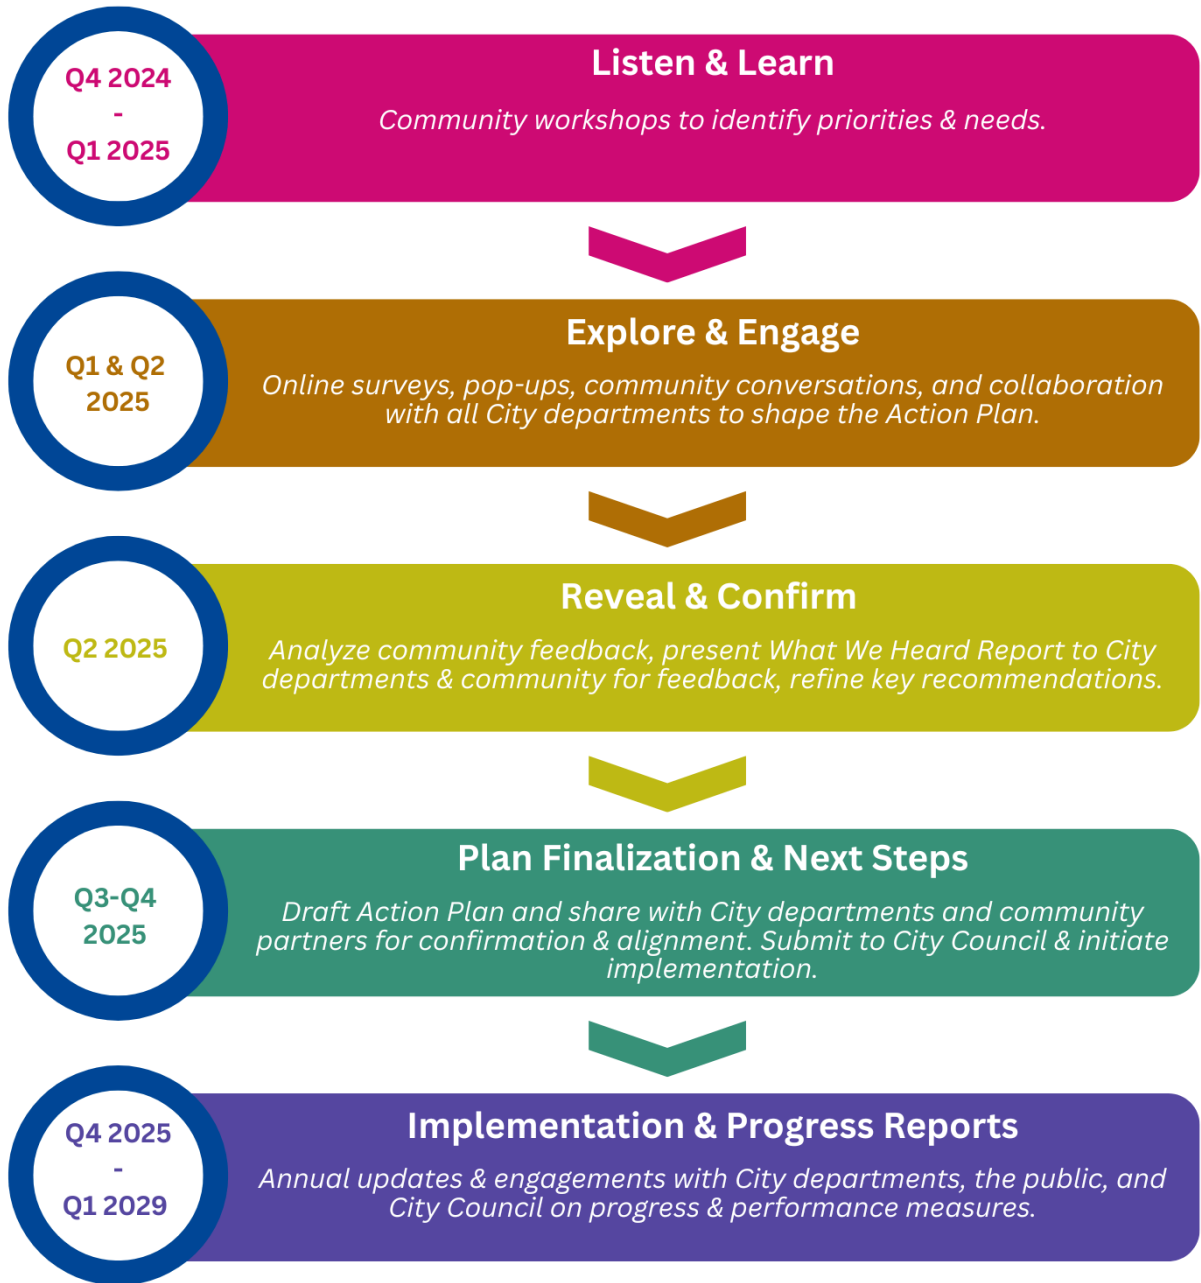 Q4 2024
-
Q1 2025
Listen & Learn
Community workshops to identify priorities & needs.
Q1 & Q2
2025
Explore & Engage
Online surveys, pop-ups, community conversations, and collaboration
with all City departments to shape the Action Plan.
Q2 2025
Reveal & Confirm
Analyze community feedback, present What We Heard Report to City
departments & community for feedback, refine key recommendations.
Q3-Q4
2025
Plan Finalization & Next Steps
Draft Action Plan and share with City departments and community
partners for confirmation & alignment. Submit to City Council & initiate
implementation.
Q4 2025
-
Q1 2029
Implementation & Progress Reports
Annual updates & engagements with City departments, the public, and
City Council on progress & performance measures.